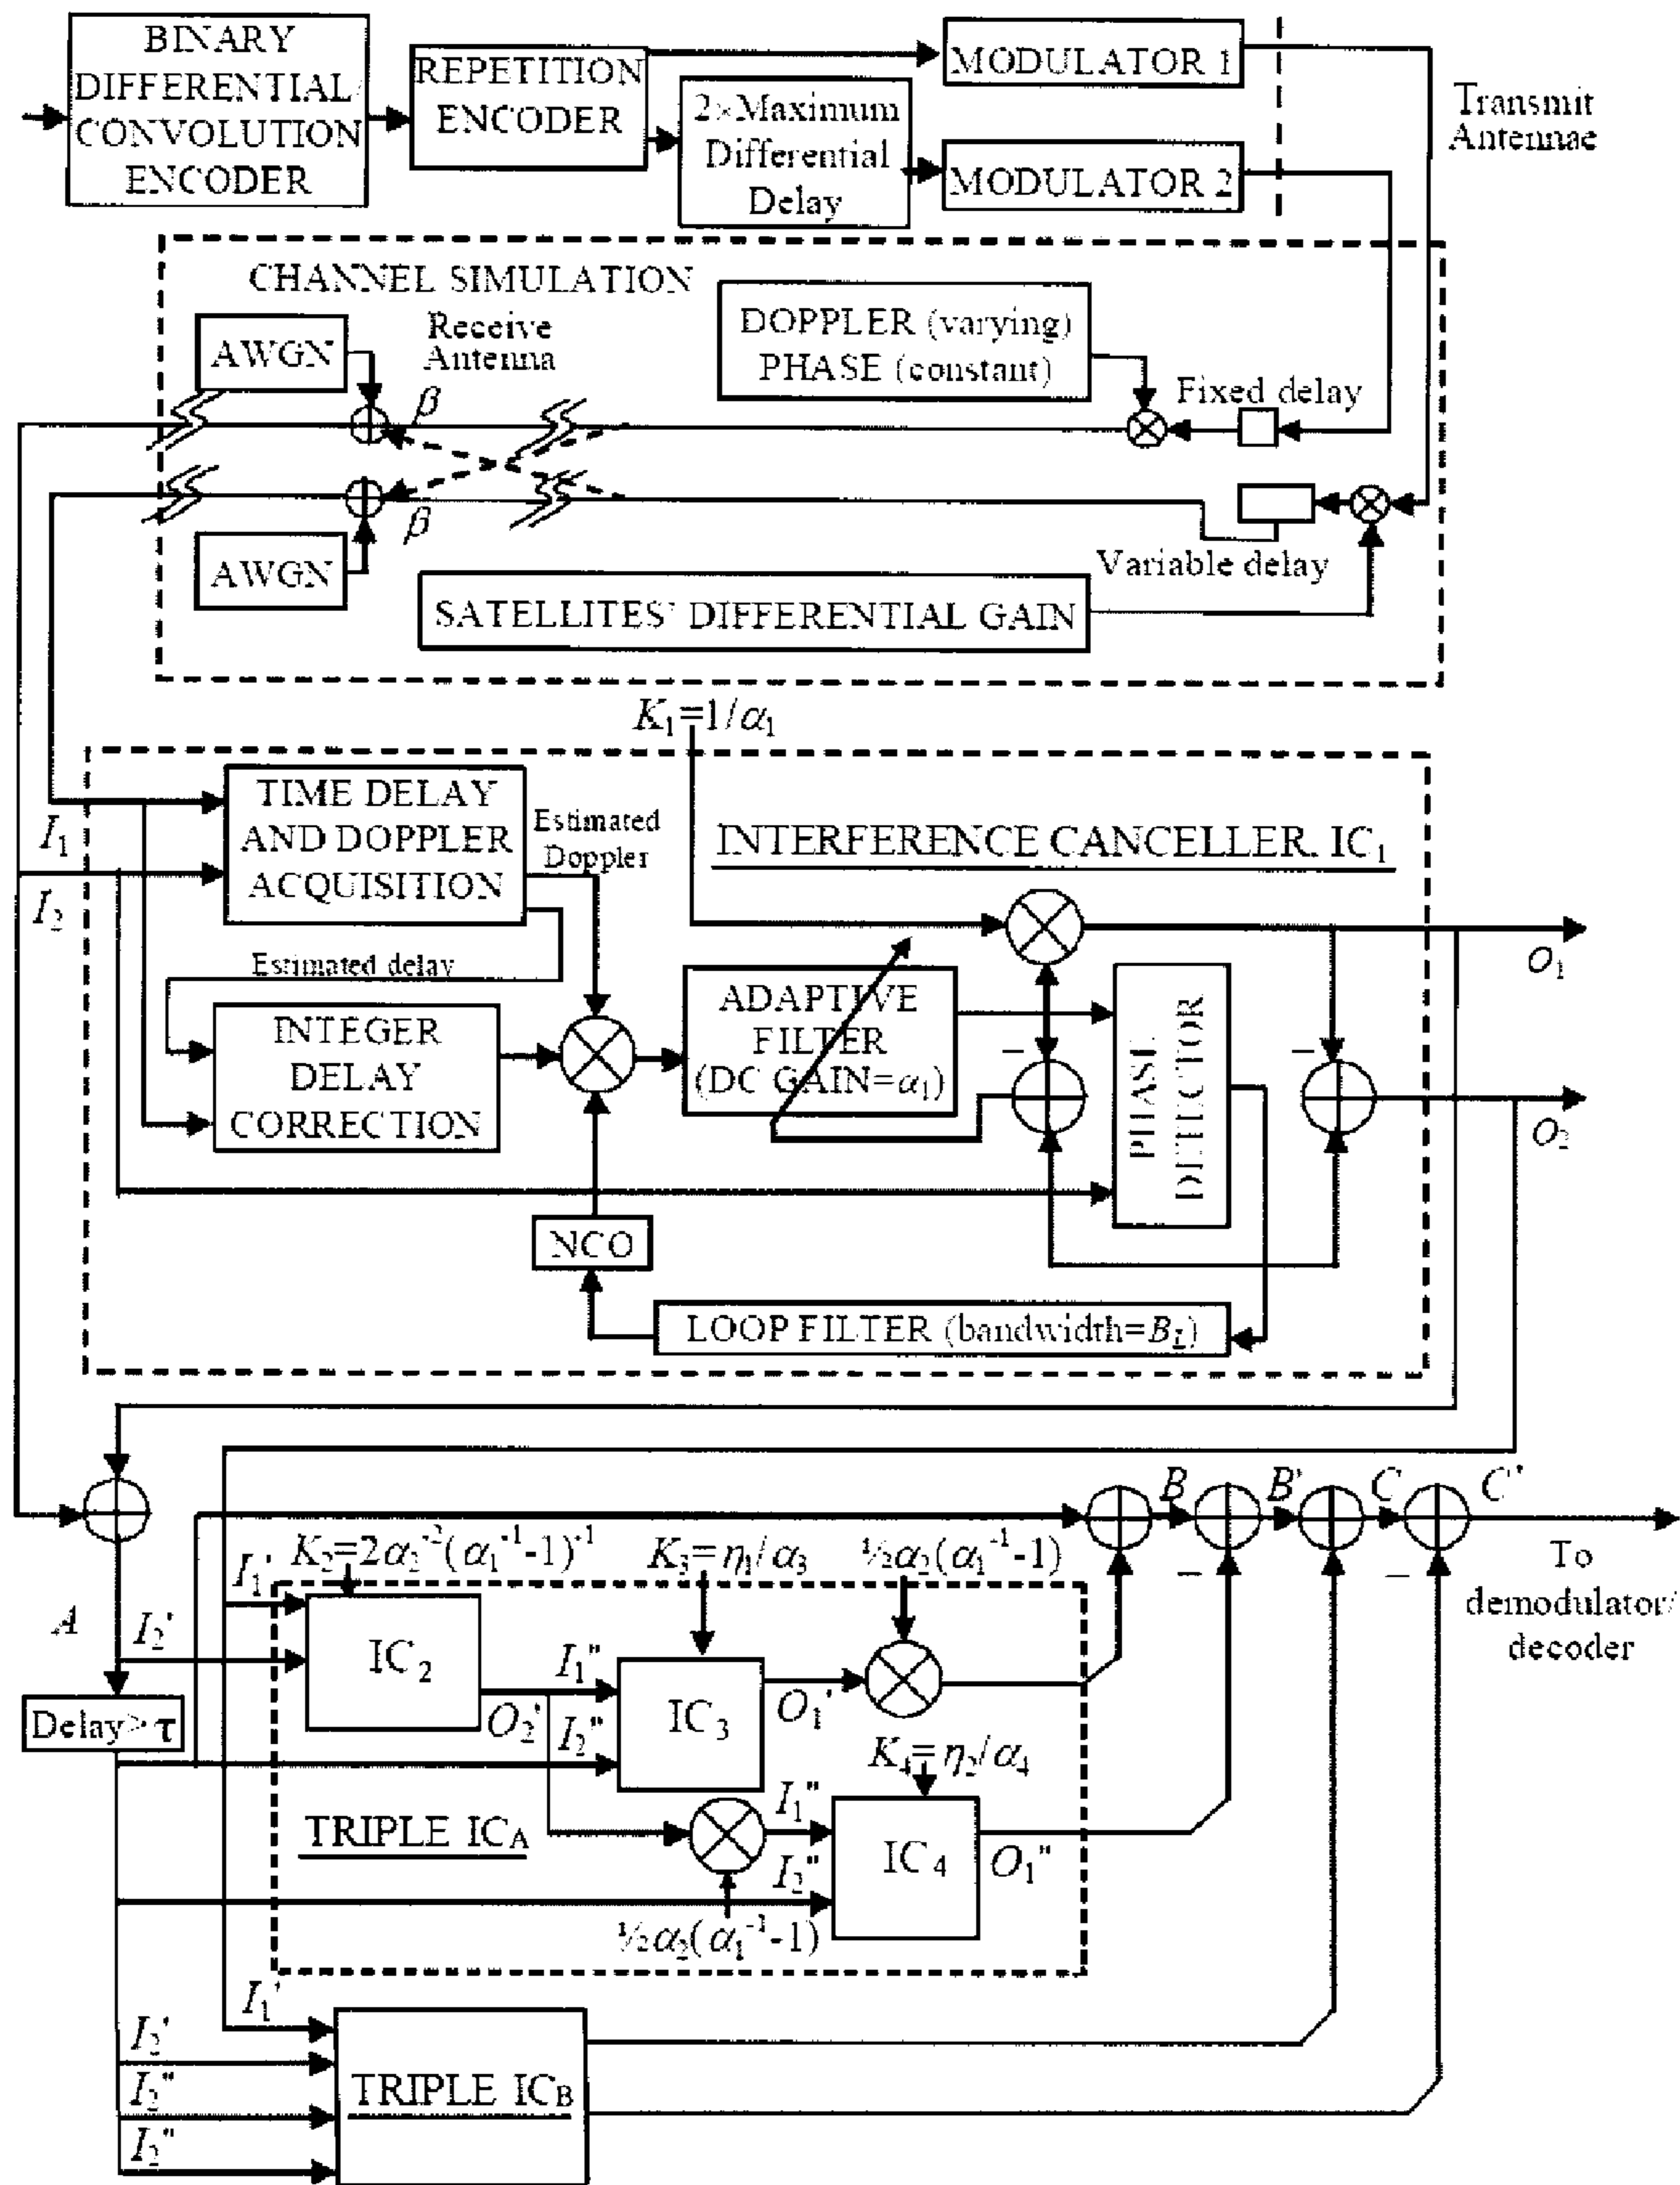 BINARY
DIFFERENTIAL/
CONVOLUTION
ENCODER
REPETITION
ENCODER
2×Maximum
Differential
Delay
MODULATOR 1
MODULATOR 2
Transmit
Antennae
CHANNEL SIMULATION
AWGN
Receive
Antenna
β
DOPPLER (varying)
PHASE (constant)
Fixed delay
β
AWGN
Variable delay
SATELLITES' DIFFERENTIAL GAIN
K₁=1/α₁
I₁
I₂
TIME DELAY
AND DOPPLER
ACQUISITION
Estimated
Doppler
INTERFERENCE CANCELLER. IC₁
O₁
Estimated delay
INTEGER
DELAY
CORRECTION
ADAPTIVE
FILTER
(DC GAIN=α₁)
–
PHASE
DETECTOR
–
O₂
NCO
LOOP FILTER (bandwidth=B_L)
B
B'
C
C'
To
demodulator/
decoder
–
–
A
I₁'
K₂=2α₂⁻²(α₁⁻¹-1)⁻¹
K₃=η₁/α₃
½α₂(α₁⁻¹-1)
I₂'
IC₂
O₂'
I₁"
I₂"
IC₃
O₁'
Delay> τ
K₄=η₂/α₄
TRIPLE IC_A
I₁"
I₂"
IC₄
O₁"
½α₂(α₁⁻¹-1)
I₁'
I₂'
I₂"
I₂"
TRIPLE IC_B